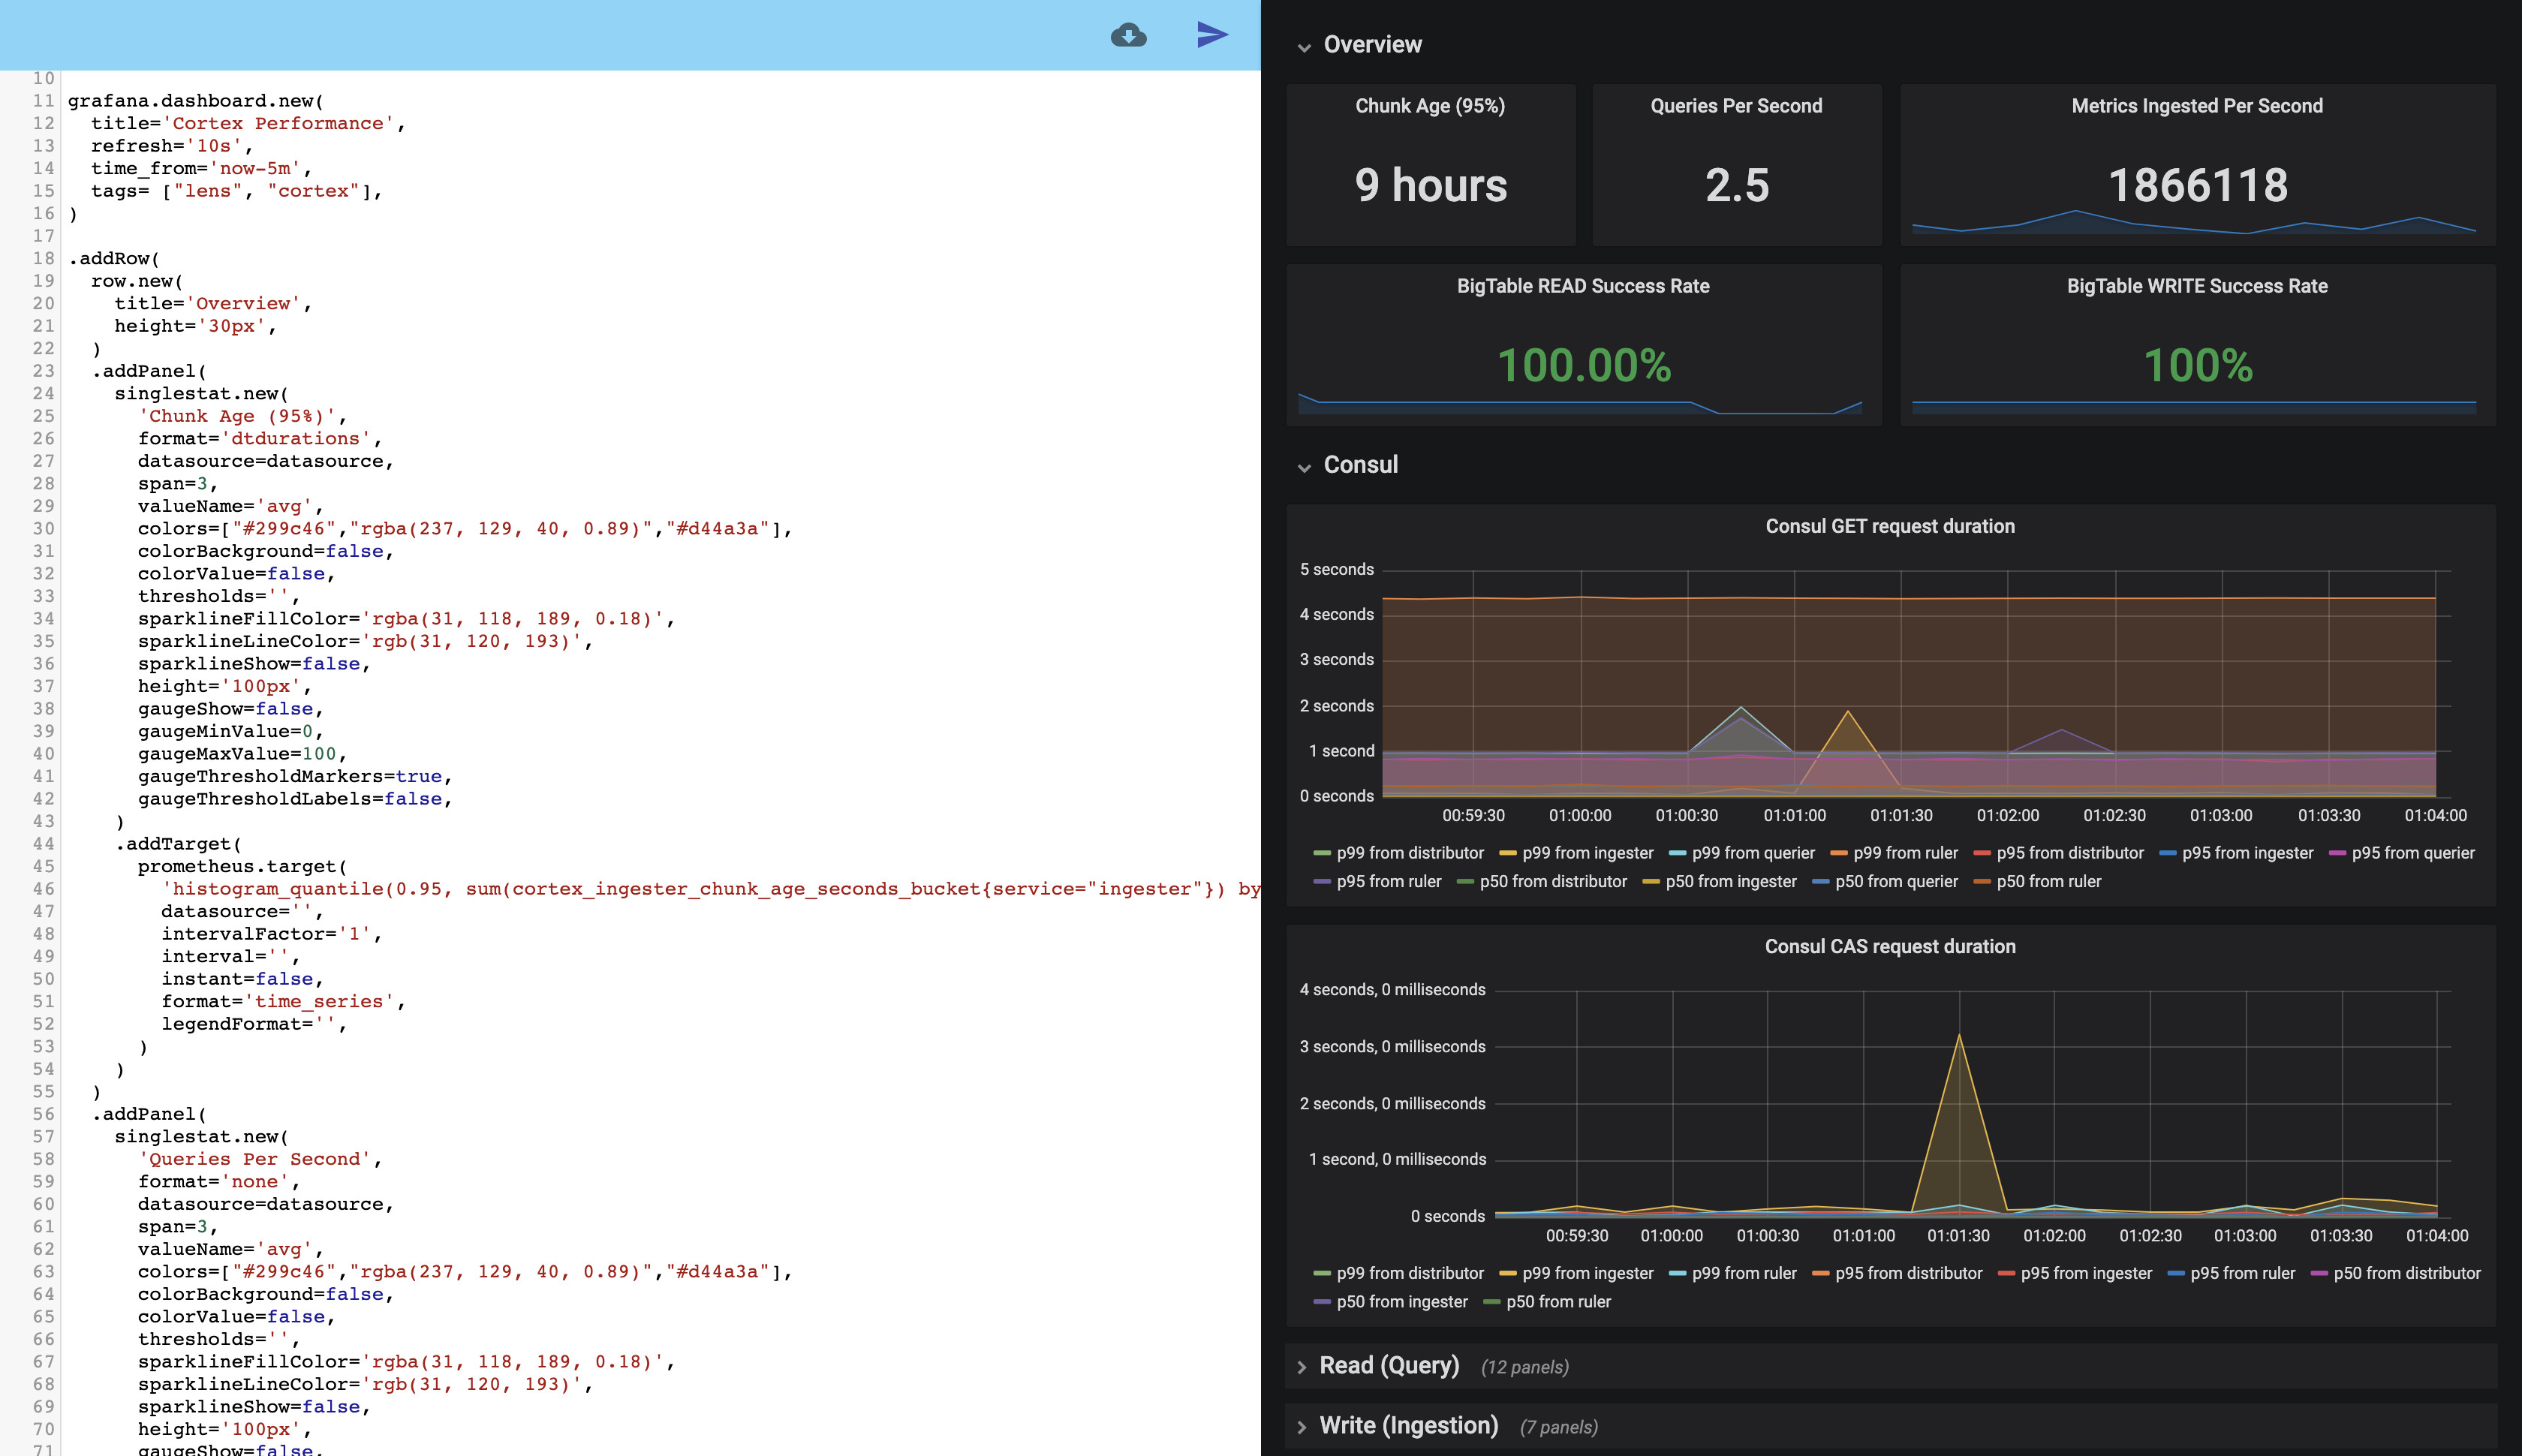 10
11 grafana.dashboard.new(
12   title='Cortex Performance',
13   refresh='10s',
14   time_from='now-5m',
15   tags= ["lens", "cortex"],
16 )
17
18 .addRow(
19   row.new(
20     title='Overview',
21     height='30px',
22   )
23   .addPanel(
24     singlestat.new(
25       'Chunk Age (95%)',
26       format='dtdurations',
27       datasource=datasource,
28       span=3,
29       valueName='avg',
30       colors=["#299c46","rgba(237, 129, 40, 0.89)","#d44a3a"],
31       colorBackground=false,
32       colorValue=false,
33       thresholds='',
34       sparklineFillColor='rgba(31, 118, 189, 0.18)',
35       sparklineLineColor='rgb(31, 120, 193)',
36       sparklineShow=false,
37       height='100px',
38       gaugeShow=false,
39       gaugeMinValue=0,
40       gaugeMaxValue=100,
41       gaugeThresholdMarkers=true,
42       gaugeThresholdLabels=false,
43     )
44     .addTarget(
45       prometheus.target(
46         'histogram_quantile(0.95, sum(cortex_ingester_chunk_age_seconds_bucket{service="ingester"}) by
47         datasource='',
48         intervalFactor='1',
49         interval='',
50         instant=false,
51         format='time_series',
52         legendFormat='',
53       )
54     )
55   )
56   .addPanel(
57     singlestat.new(
58       'Queries Per Second',
59       format='none',
60       datasource=datasource,
61       span=3,
62       valueName='avg',
63       colors=["#299c46","rgba(237, 129, 40, 0.89)","#d44a3a"],
64       colorBackground=false,
65       colorValue=false,
66       thresholds='',
67       sparklineFillColor='rgba(31, 118, 189, 0.18)',
68       sparklineLineColor='rgb(31, 120, 193)',
69       sparklineShow=false,
70       height='100px',
71       gaugeShow=false,
Overview
Chunk Age (95%)
9 hours
Queries Per Second
2.5
Metrics Ingested Per Second
1866118
BigTable READ Success Rate
100.00%
BigTable WRITE Success Rate
100%
Consul
Consul GET request duration
5 seconds
4 seconds
3 seconds
2 seconds
1 second
0 seconds
00:59:30 01:00:00 01:00:30 01:01:00 01:01:30 01:02:00 01:02:30 01:03:00 01:03:30 01:04:00
p99 from distributor p99 from ingester p99 from querier p99 from ruler p95 from distributor p95 from ingester p95 from querier
p95 from ruler p50 from distributor p50 from ingester p50 from querier p50 from ruler
Consul CAS request duration
4 seconds, 0 milliseconds
3 seconds, 0 milliseconds
2 seconds, 0 milliseconds
1 second, 0 milliseconds
0 seconds
00:59:30 01:00:00 01:00:30 01:01:00 01:01:30 01:02:00 01:02:30 01:03:00 01:03:30 01:04:00
p99 from distributor p99 from ingester p99 from ruler p95 from distributor p95 from ingester p95 from ruler p50 from distributor
p50 from ingester p50 from ruler
Read (Query) (12 panels)
Write (Ingestion) (7 panels)